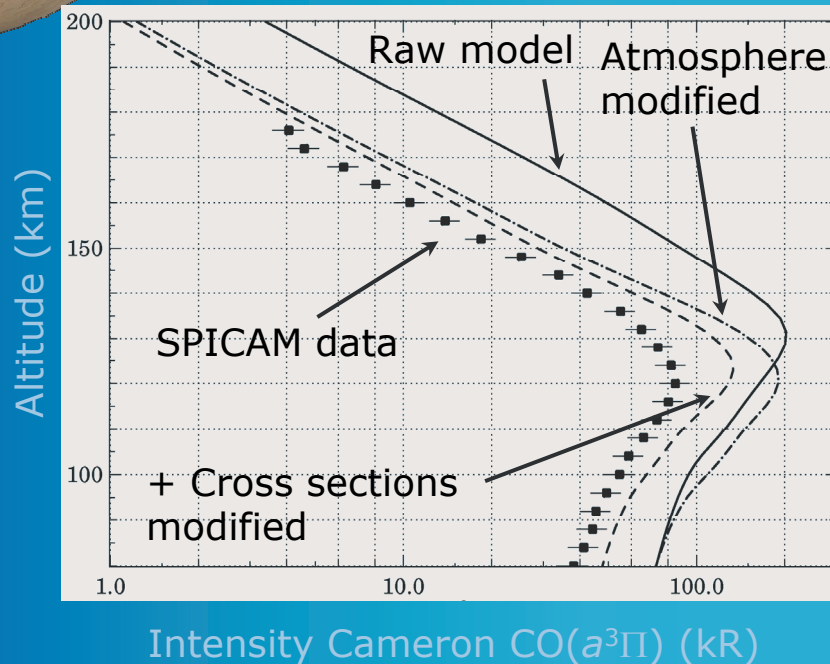 200
150
100
Altitude (km)
Raw model
Atmosphere
modified
SPICAM data
+ Cross sections
modified
1.0
10.0
100.0
Intensity Cameron CO(a³Π) (kR)